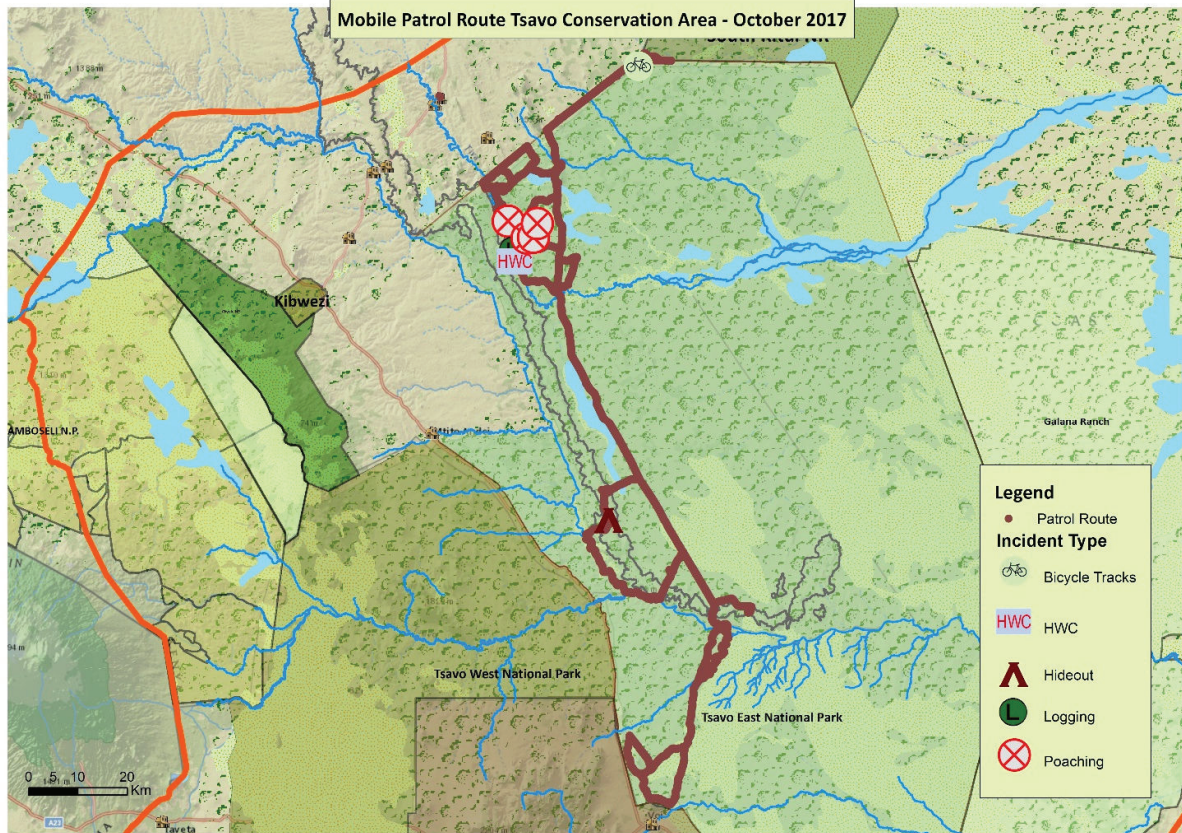 Mobile Patrol Route Tsavo Conservation Area - October 2017
South Kitui NR
HWC
Kibwezi
AMBOSELI N.P.
Galana Ranch
Tsavo West National Park
Tsavo East National Park
Legend
Patrol Route
Incident Type
Bicycle Tracks
HWC HWC
Hideout
L Logging
Poaching
0 5 10 20
Km
A23
Taveta